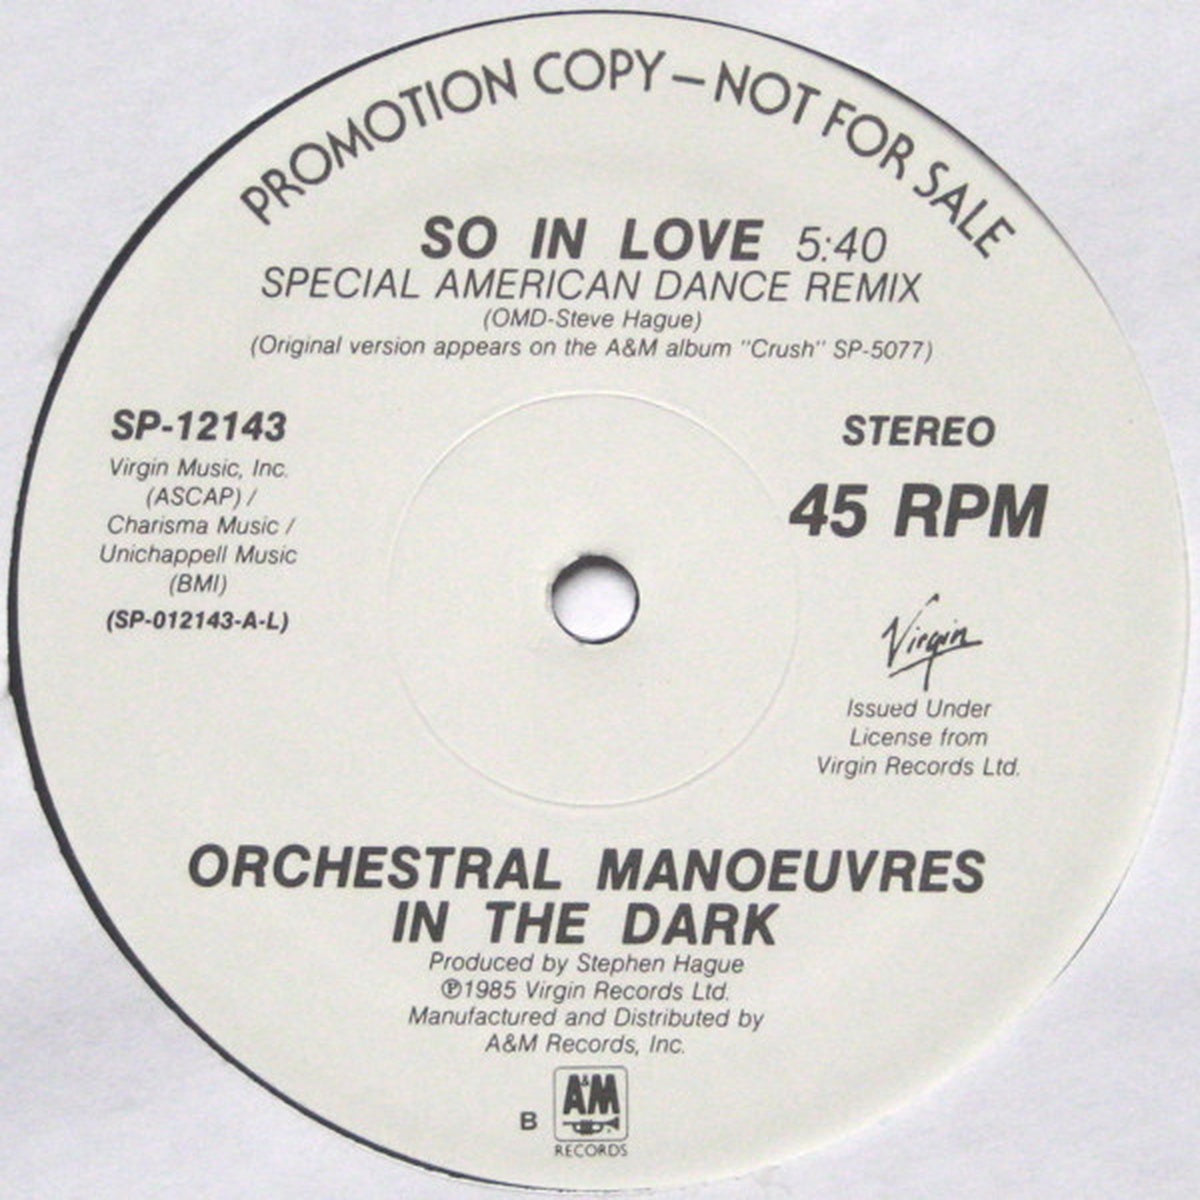 PROMOTION COPY — NOT FOR SALE
SO IN LOVE 5:40
SPECIAL AMERICAN DANCE REMIX
(OMD-Steve Hague)
(Original version appears on the A&M album "Crush" SP-5077)
SP-12143
Virgin Music, Inc.
(ASCAP) /
Charisma Music /
Unichappell Music
(BMI)
(SP-012143-A-L)
STEREO
45 RPM
Virgin
Issued Under
License from
Virgin Records Ltd.
ORCHESTRAL MANOEUVRES
IN THE DARK
Produced by Stephen Hague
℗1985 Virgin Records Ltd.
Manufactured and Distributed by
A&M Records, Inc.
B
A&M
RECORDS